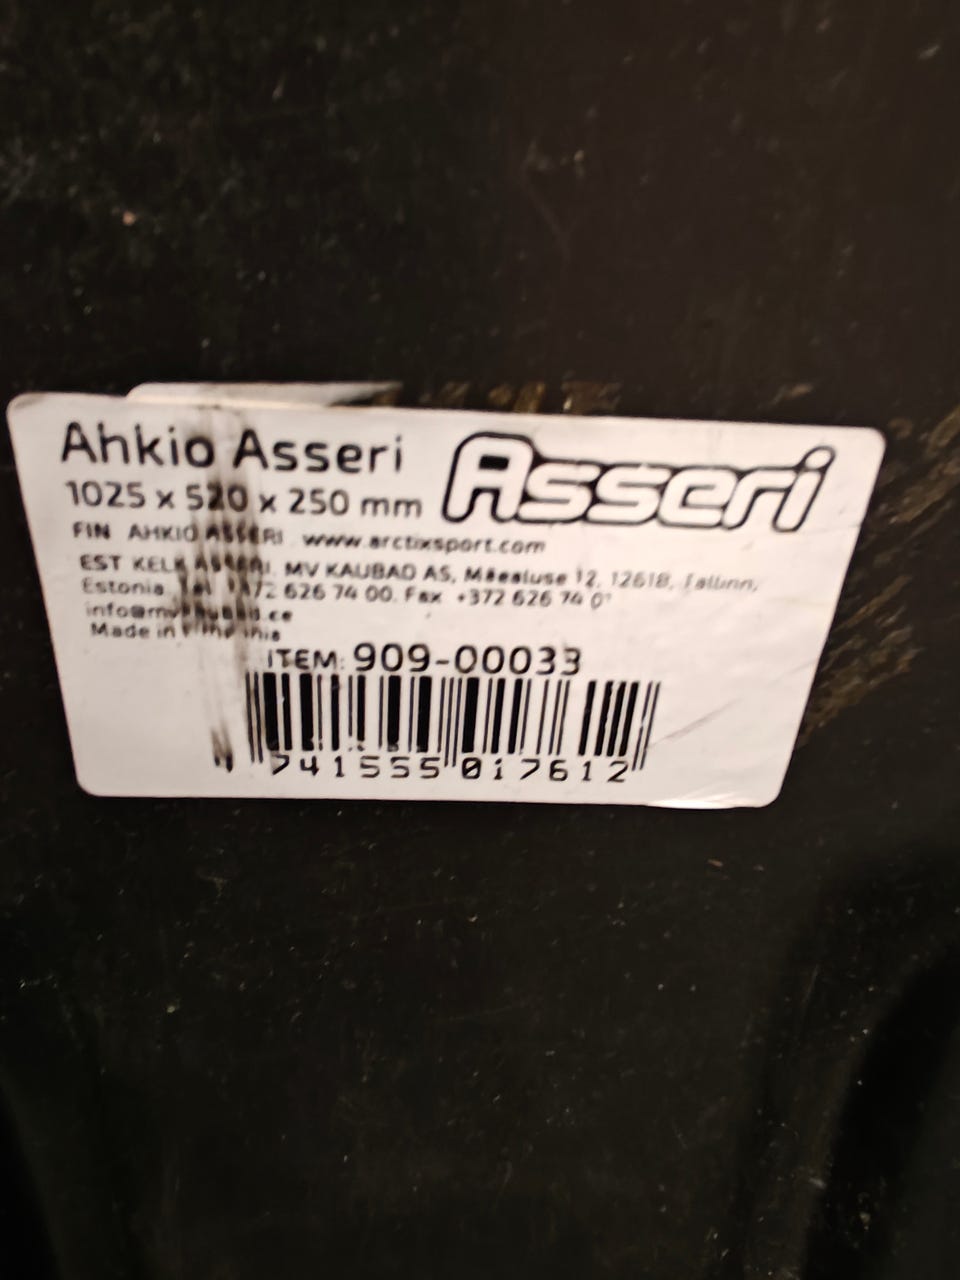 Ahkio Asseri
Asseri
1025 x 520 x 250 mm
FIN AHKIO ASSERI www.arctixsport.com
EST KELK ASSERI. MV KAUBAD AS, Mäealuse 12, 12618, Tallinn,
Estonia. Tel. +372 626 74 00. Fax +372 626 74
Made in
ITEM: 909-00033
741555 017612